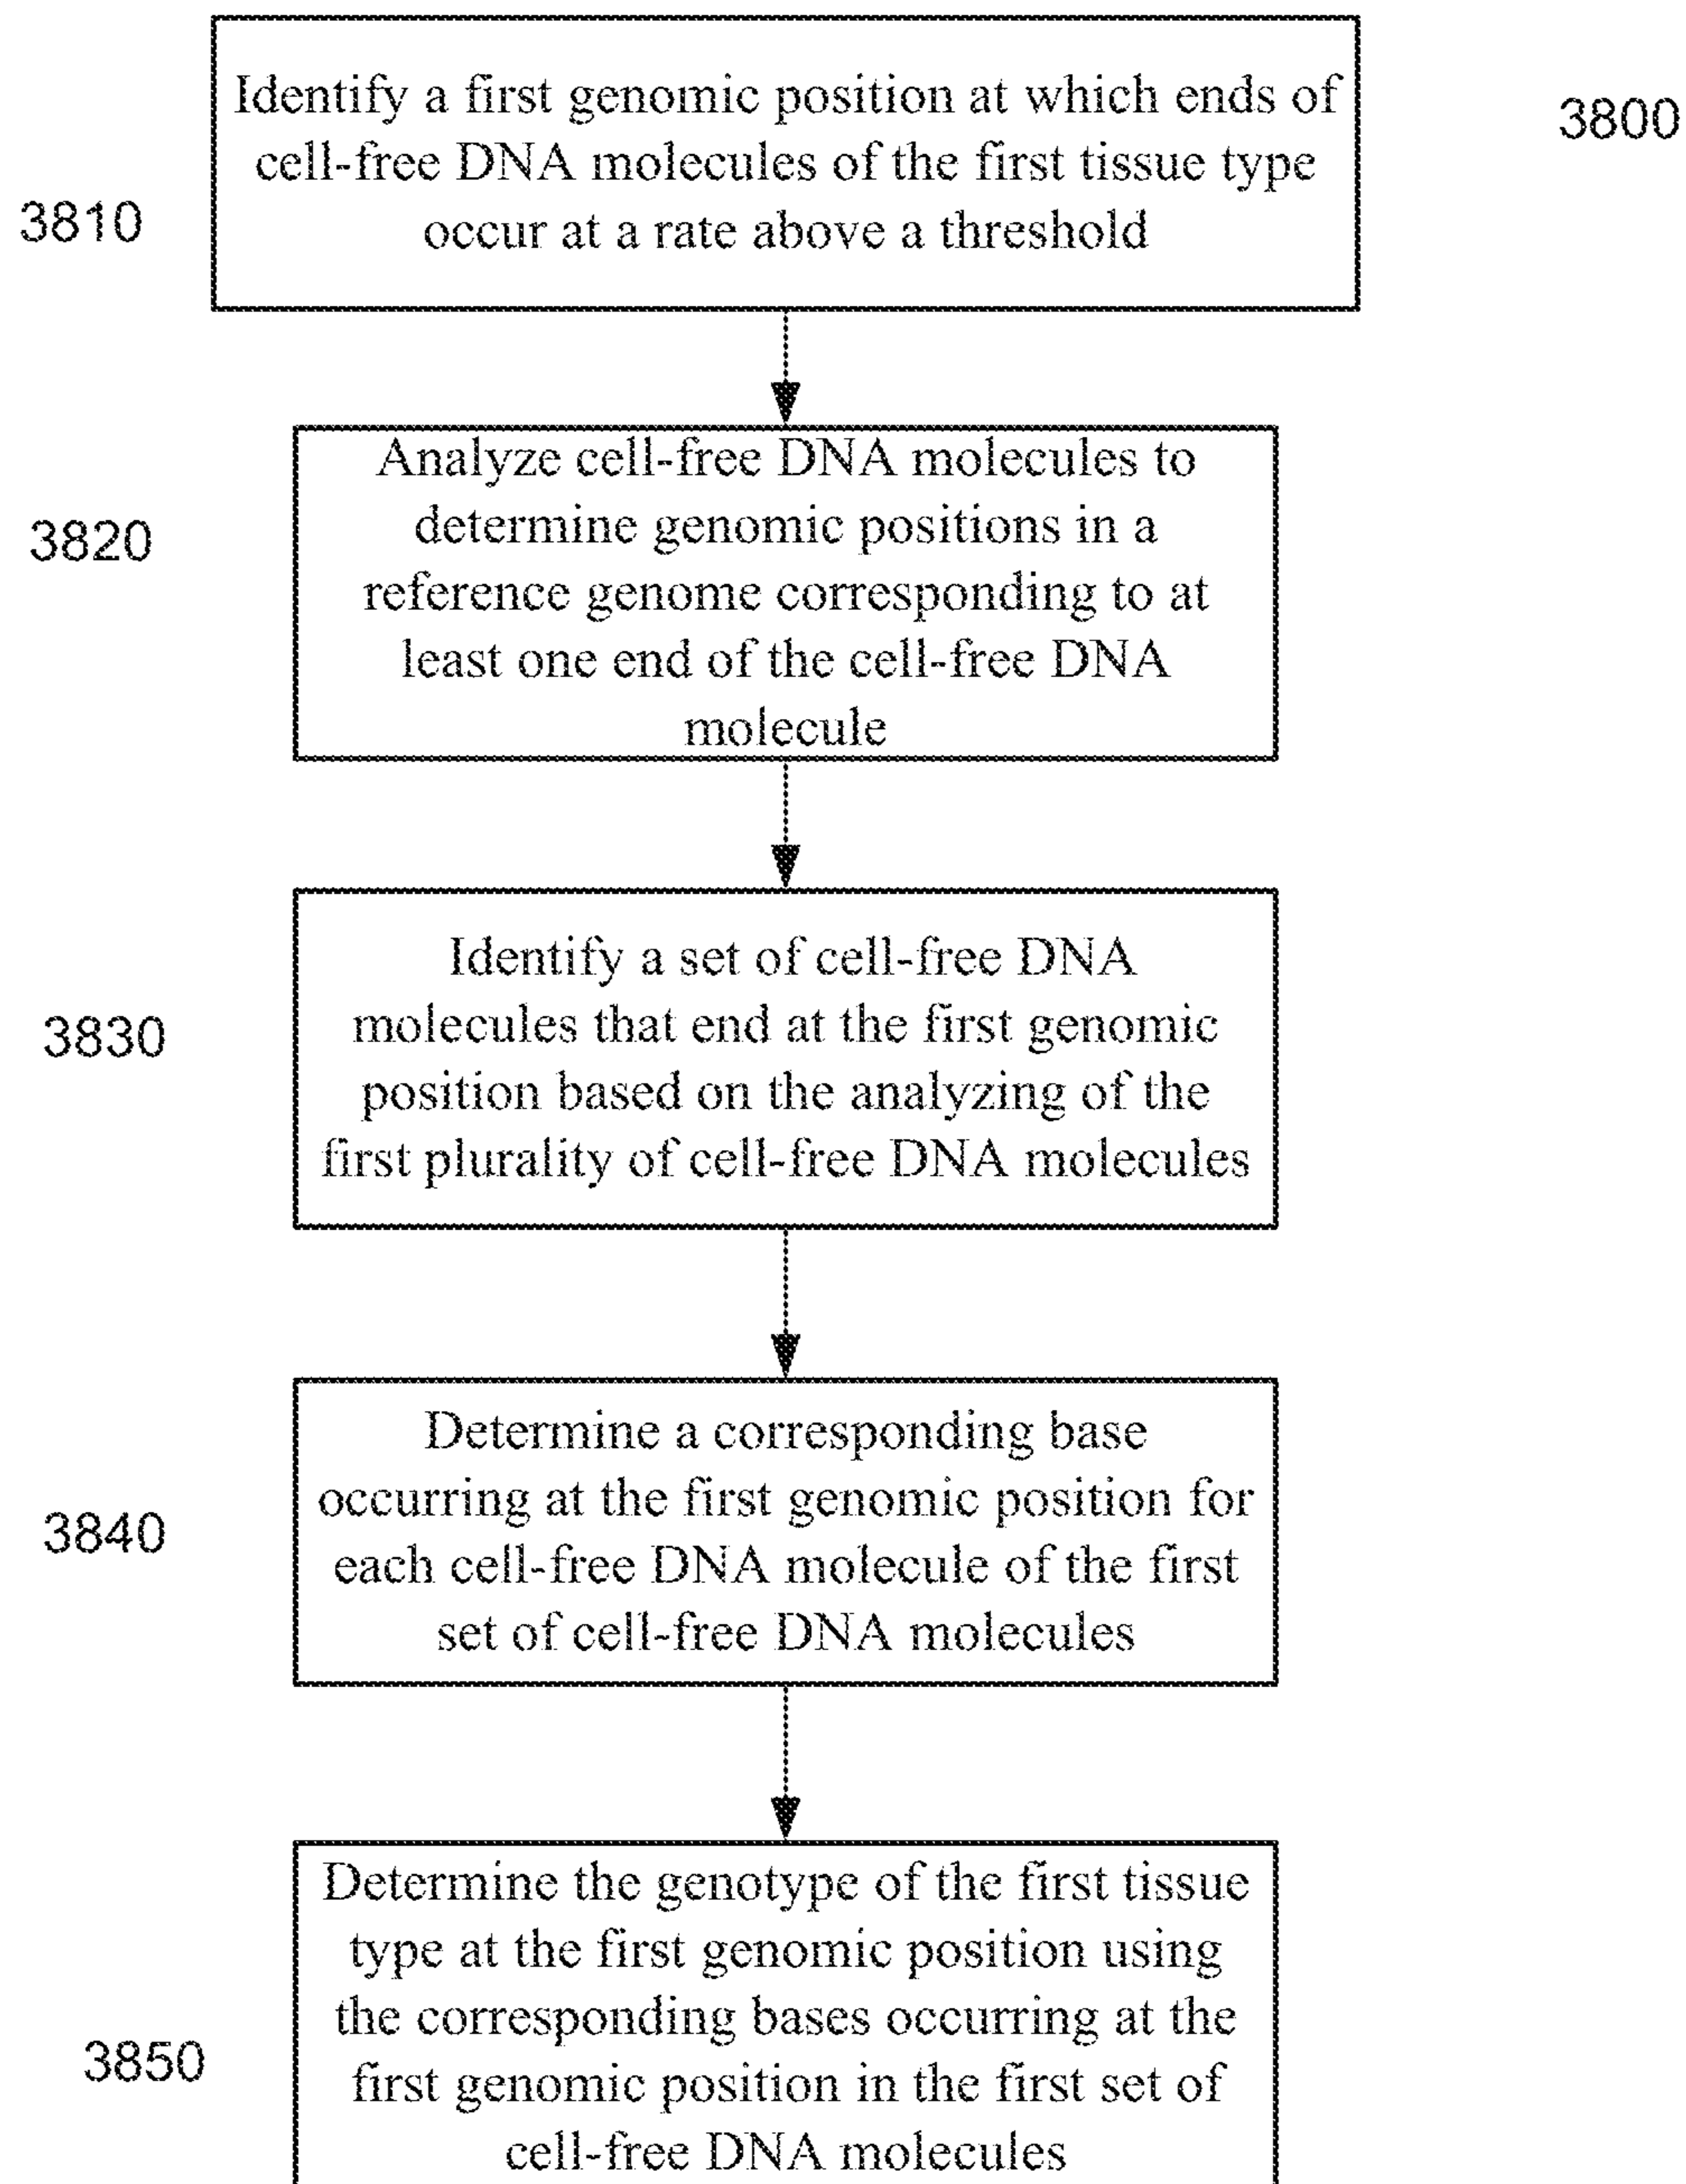 3800
Identify a first genomic position at which ends of
cell-free DNA molecules of the first tissue type
occur at a rate above a threshold
3810
Analyze cell-free DNA molecules to
determine genomic positions in a
reference genome corresponding to at
least one end of the cell-free DNA
molecule
3820
Identify a set of cell-free DNA
molecules that end at the first genomic
position based on the analyzing of the
first plurality of cell-free DNA molecules
3830
Determine a corresponding base
occurring at the first genomic position for
each cell-free DNA molecule of the first
set of cell-free DNA molecules
3840
Determine the genotype of the first tissue
type at the first genomic position using
the corresponding bases occurring at the
first genomic position in the first set of
cell-free DNA molecules
3850